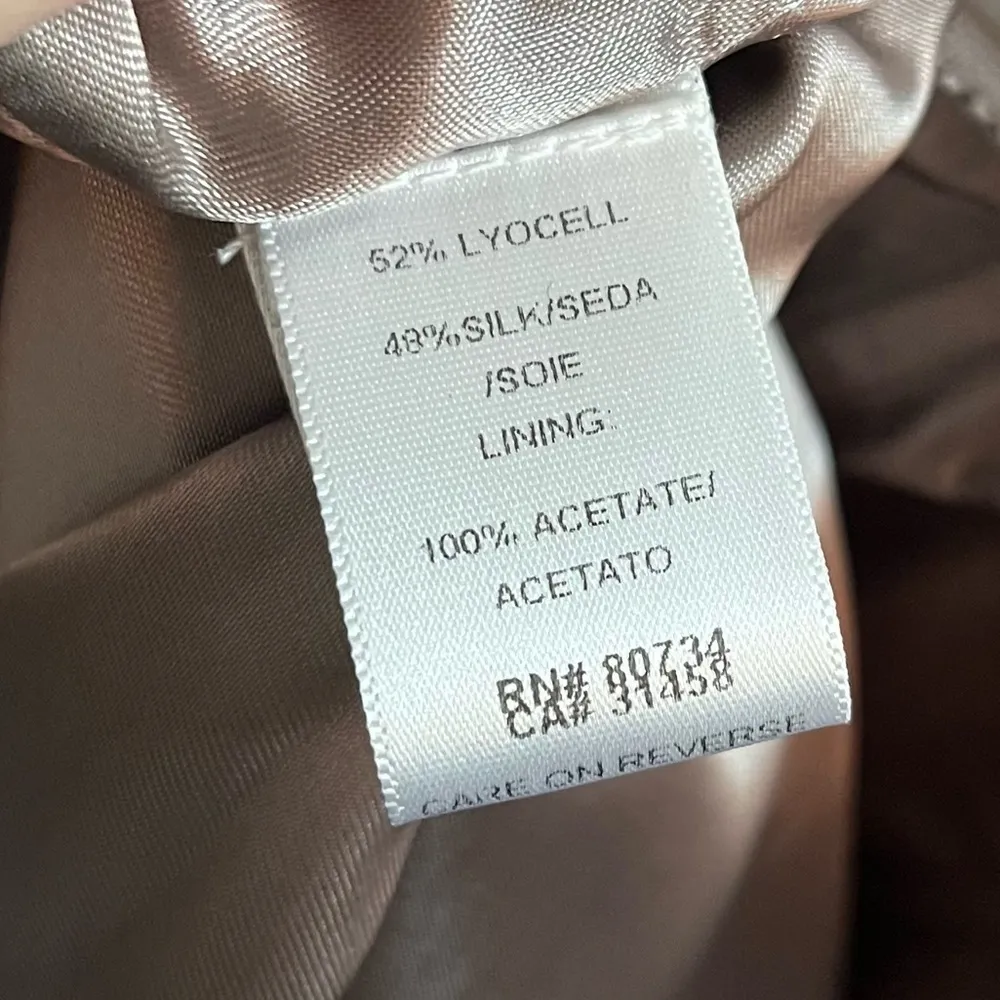 52% LYOCELL
48%SILK/SEDA
/SOIE
LINING:
100% ACETATE/
ACETATO
RN# 80734
CA# 31458
CARE ON REVERSE